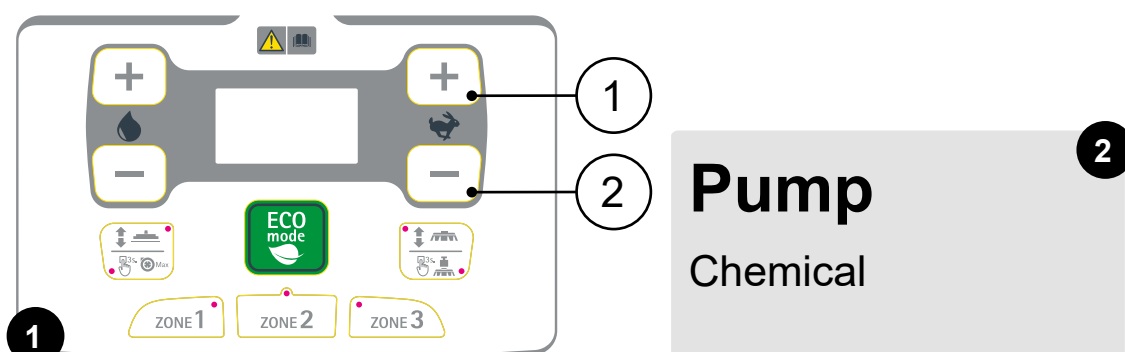 +
+
1
−
−
2
ECO
mode
3s.
Max
3s.
ZONE 1
ZONE 2
ZONE 3
1
2
Pump
Chemical